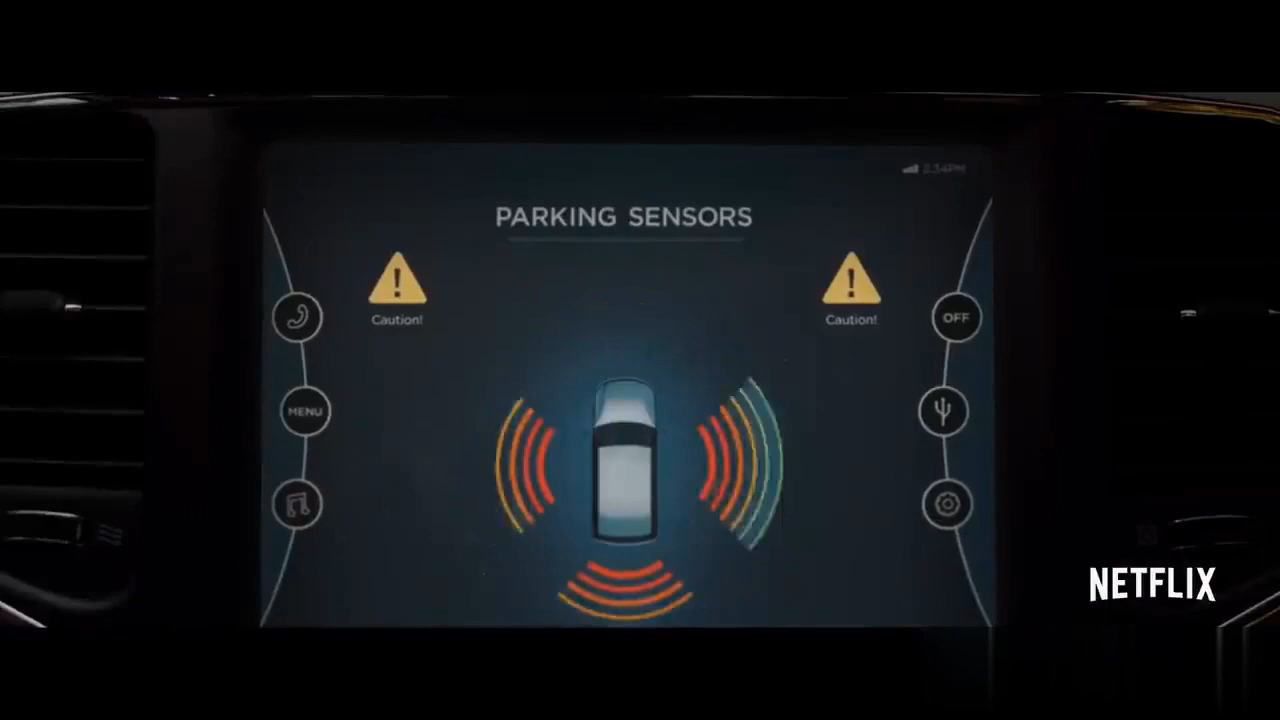 PARKING SENSORS
! !
Caution! Caution!
OFF
MENU
NETFLIX